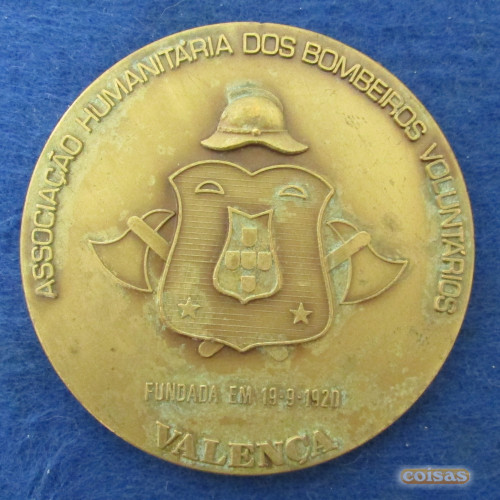 ASSOCIAÇÃO HUMANITÁRIA DOS BOMBEIROS VOLUNTÁRIOS
FUNDADA EM 19-9-1920
VALENÇA
coisas